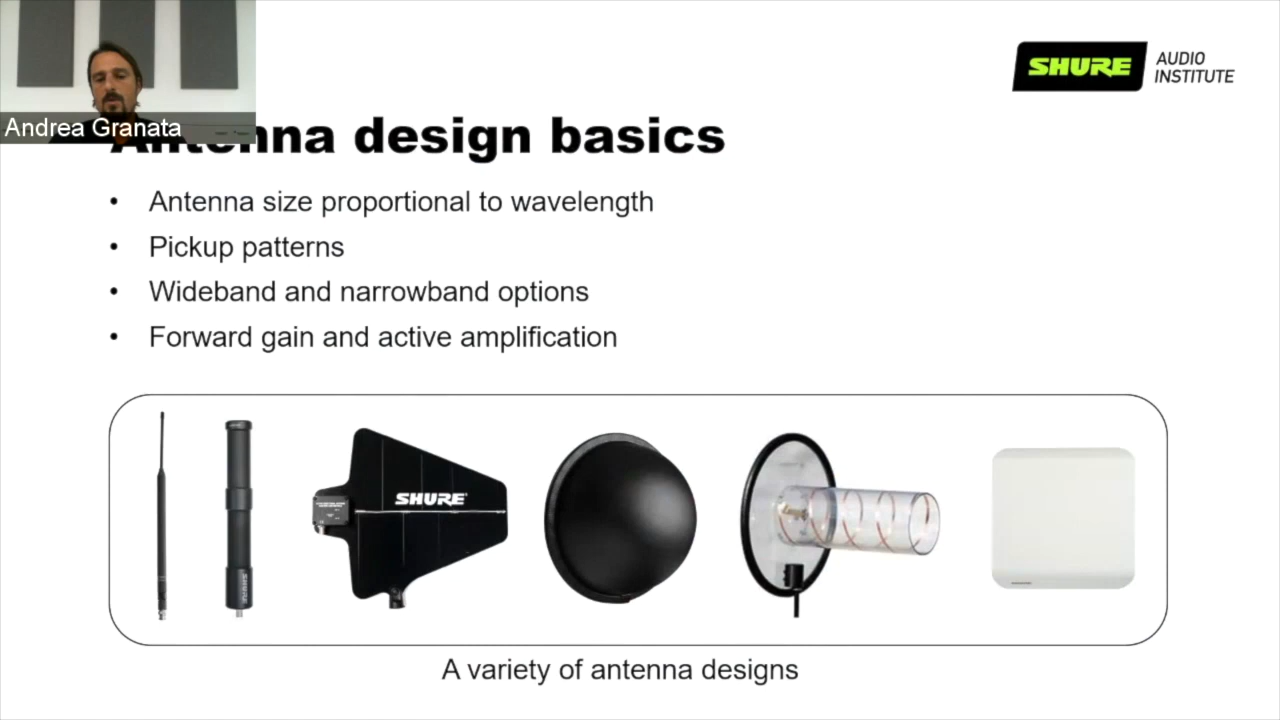 SHURE AUDIO
INSTITUTE
Andrea Granata
Antenna design basics
• Antenna size proportional to wavelength
• Pickup patterns
• Wideband and narrowband options
• Forward gain and active amplification
SHURE
SHURE
A variety of antenna designs